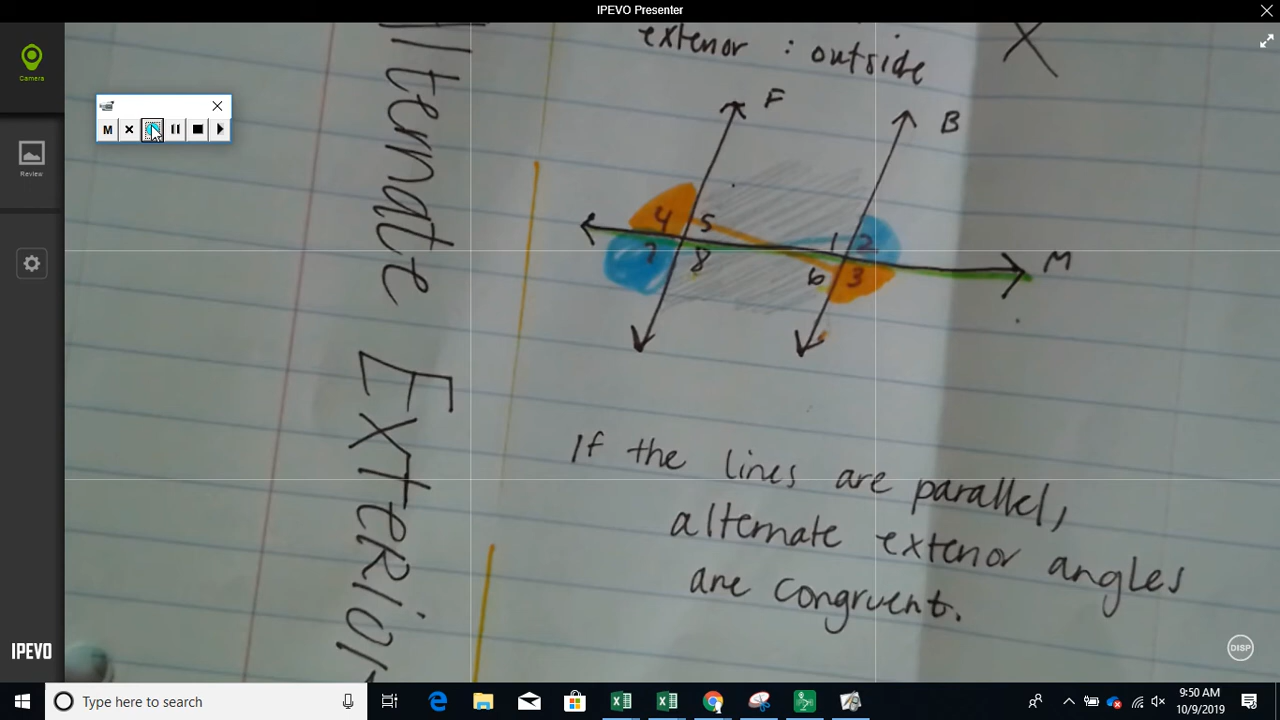 IPEVO Presenter
Camera
Review
IPEVO
M
Alternate Exterior
exterior : outside
F
B
4 5
1 2
7 8
6 3
M
If the lines are parallel,
alternate exterior angles
are congruent.
DISP
Type here to search
9:50 AM
10/9/2019